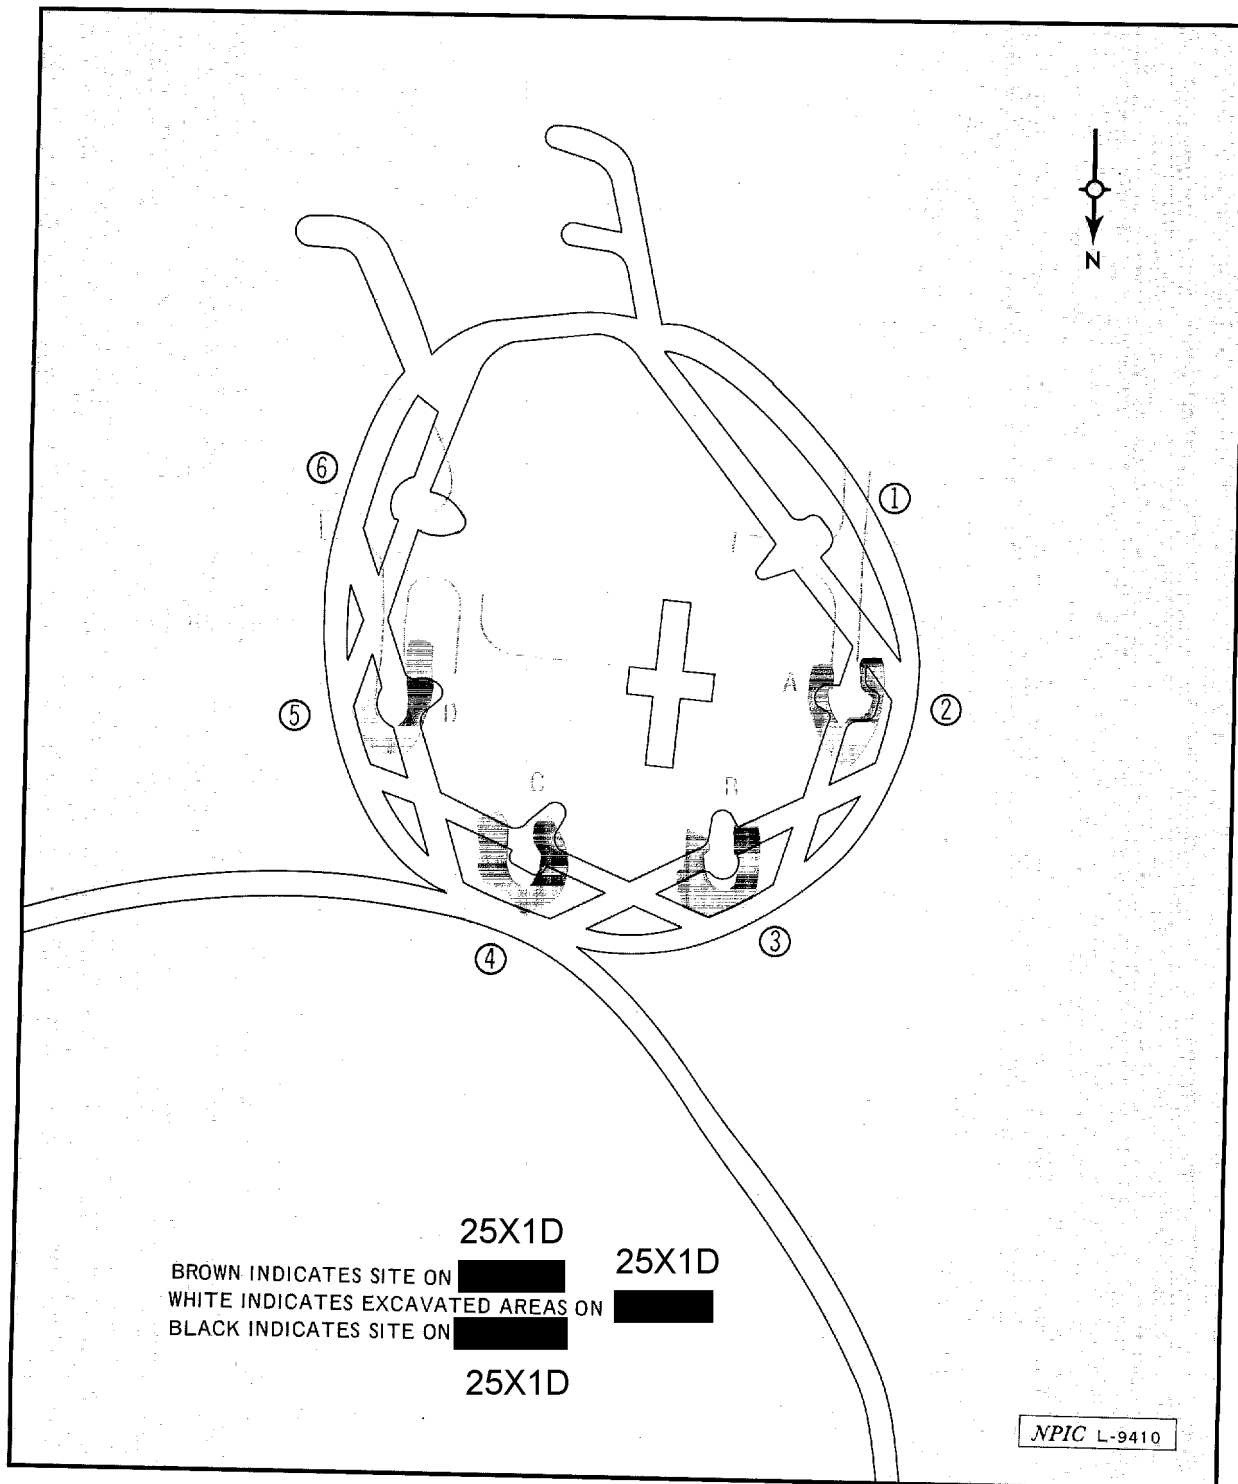 N
⑥
①
A
②
⑤
D
C
B
③
④
25X1D
25X1D
BROWN INDICATES SITE ON
WHITE INDICATES EXCAVATED AREAS ON
BLACK INDICATES SITE ON
25X1D
NPIC L-9410